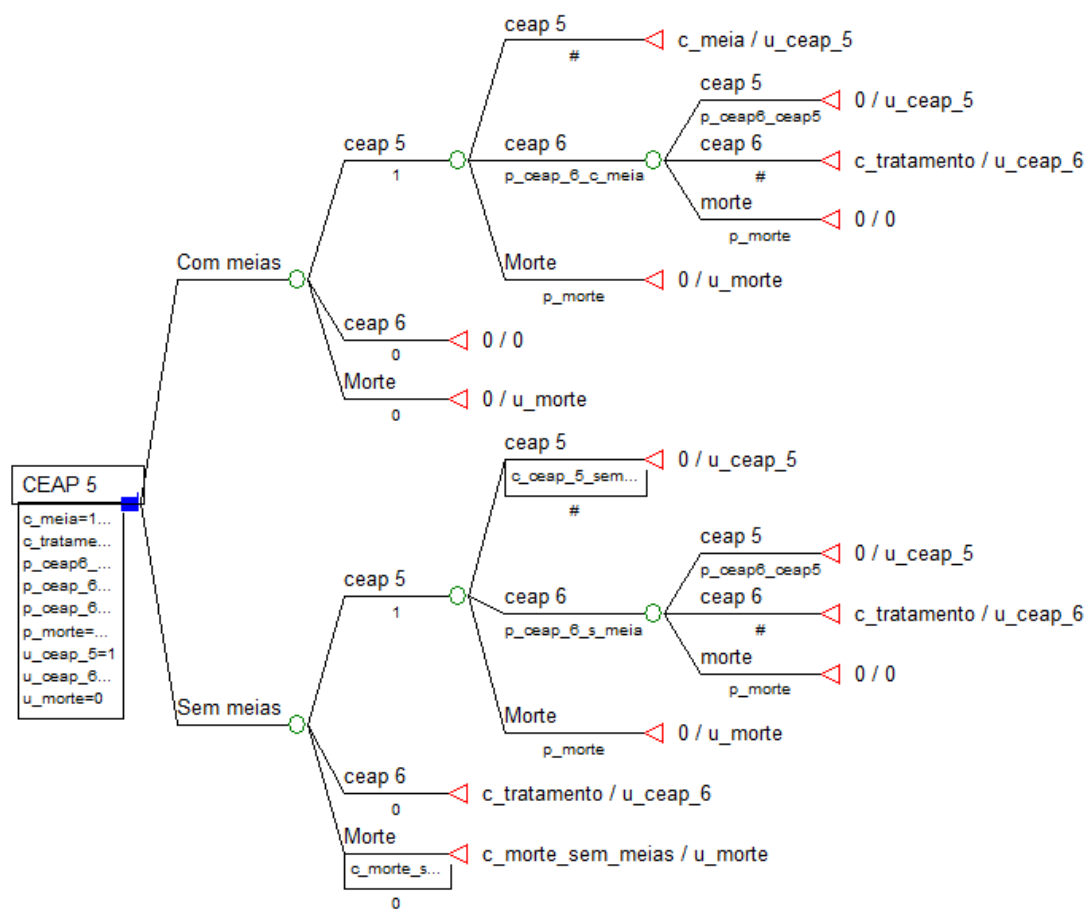 ceap 5
#
c_meia / u_ceap_5
ceap 5
p_ceap6_ceap5
0 / u_ceap_5
ceap 5
1
ceap 6
p_ceap_6_c_meia
ceap 6
#
c_tratamento / u_ceap_6
morte
p_morte
0 / 0
Com meias
Morte
p_morte
0 / u_morte
ceap 6
0
0 / 0
Morte
0
0 / u_morte
CEAP 5
c_meia=1...
c_tratame...
p_ceap6_...
p_ceap_6...
p_ceap_6...
p_morte=...
u_ceap_5=1
u_ceap_6...
u_morte=0
ceap 5
c_ceap_5_sem...
#
0 / u_ceap_5
ceap 5
p_ceap6_ceap5
0 / u_ceap_5
ceap 5
1
ceap 6
p_ceap_6_s_meia
ceap 6
#
c_tratamento / u_ceap_6
morte
p_morte
0 / 0
Sem meias
Morte
p_morte
0 / u_morte
ceap 6
0
c_tratamento / u_ceap_6
Morte
c_morte_s...
0
c_morte_sem_meias / u_morte